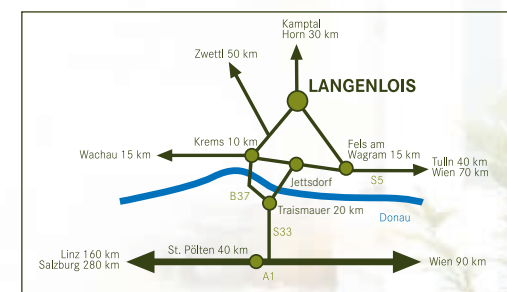 Kamptal
Horn 30 km
Zwettl 50 km
LANGENLOIS
Krems 10 km
Fels am
Wagram 15 km
Wachau 15 km
Tulln 40 km
Wien 70 km
Jettsdorf
S5
B37
Traismauer 20 km
Donau
S33
Linz 160 km
Salzburg 280 km
St. Pölten 40 km
Wien 90 km
A1